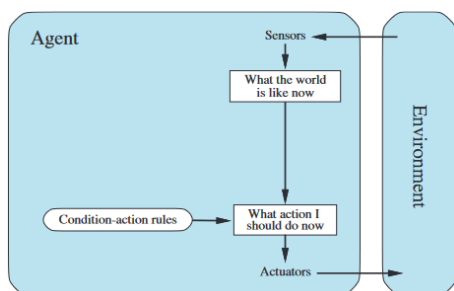 Agent
Sensors
What the world
is like now
Environment
Condition-action rules
What action I
should do now
Actuators